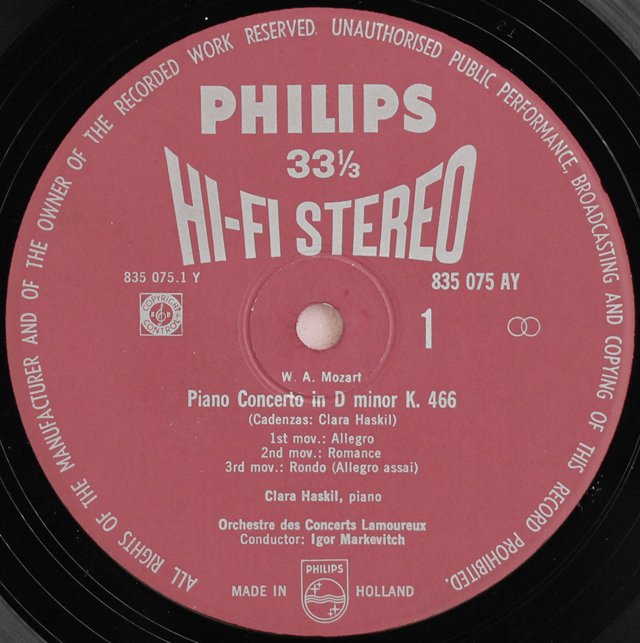 ALL RIGHTS OF THE MANUFACTURER AND OF THE OWNER OF THE RECORDED WORK RESERVED. UNAUTHORISED PUBLIC PERFORMANCE, BROADCASTING AND COPYING OF THIS RECORD PROHIBITED.
21
PHILIPS
33⅓
HI-FI STEREO
835 075.1 Y
835 075 AY
COPYRIGHT
B D
CONTROL
1
W. A. Mozart
Piano Concerto in D minor K. 466
(Cadenzas: Clara Haskil)
1st mov.: Allegro
2nd mov.: Romance
3rd mov.: Rondo (Allegro assai)
Clara Haskil, piano
Orchestre des Concerts Lamoureux
Conductor: Igor Markevitch
MADE IN
PHILIPS
HOLLAND